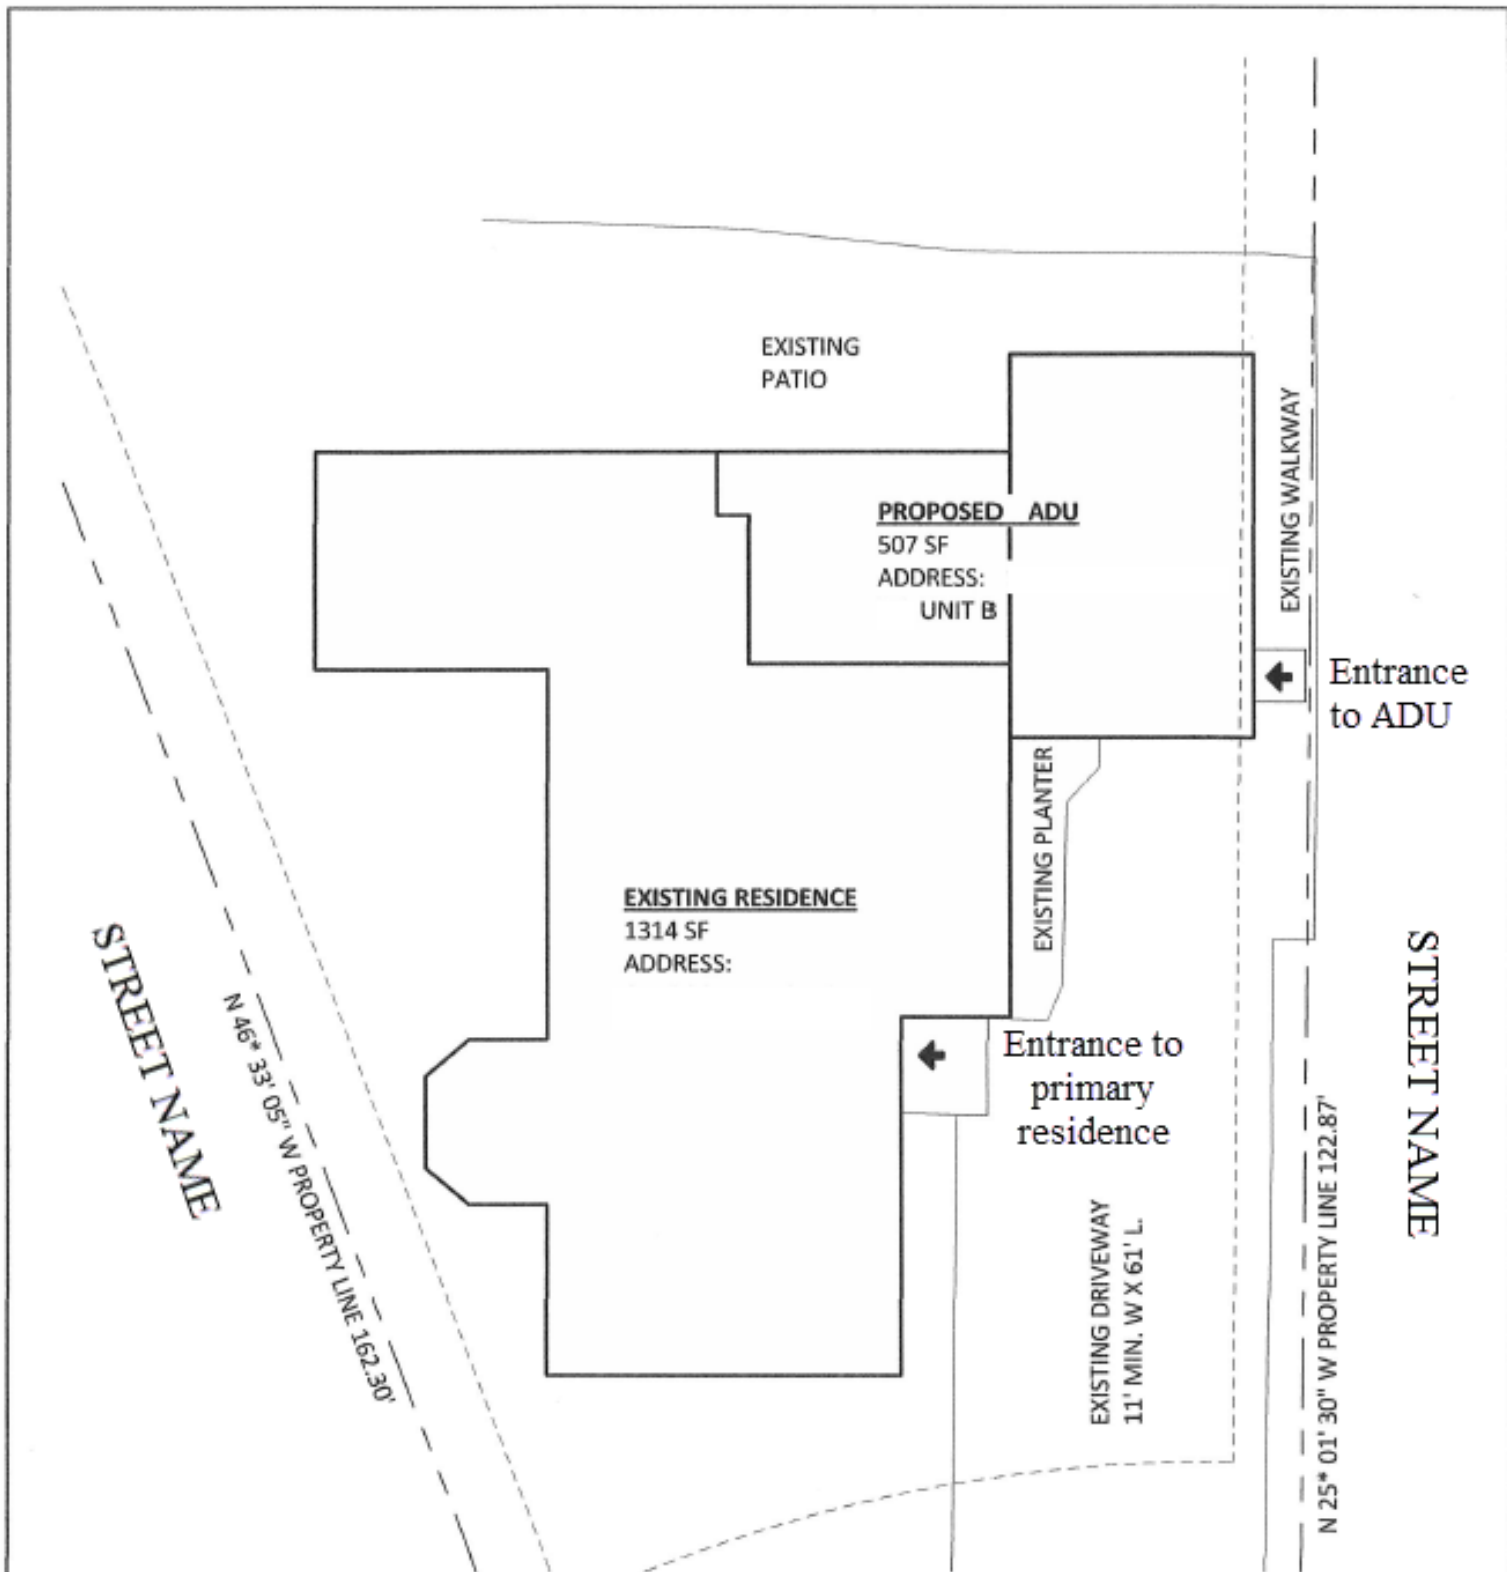 EXISTING
PATIO
EXISTING WALKWAY
PROPOSED ADU
507 SF
ADDRESS:
UNIT B
Entrance
to ADU
EXISTING PLANTER
EXISTING RESIDENCE
1314 SF
ADDRESS:
STREET NAME
N 46* 33' 05" W PROPERTY LINE 162.30'
Entrance to
primary
residence
STREET NAME
EXISTING DRIVEWAY
11' MIN. W X 61' L.
N 25* 01' 30" W PROPERTY LINE 122.87'